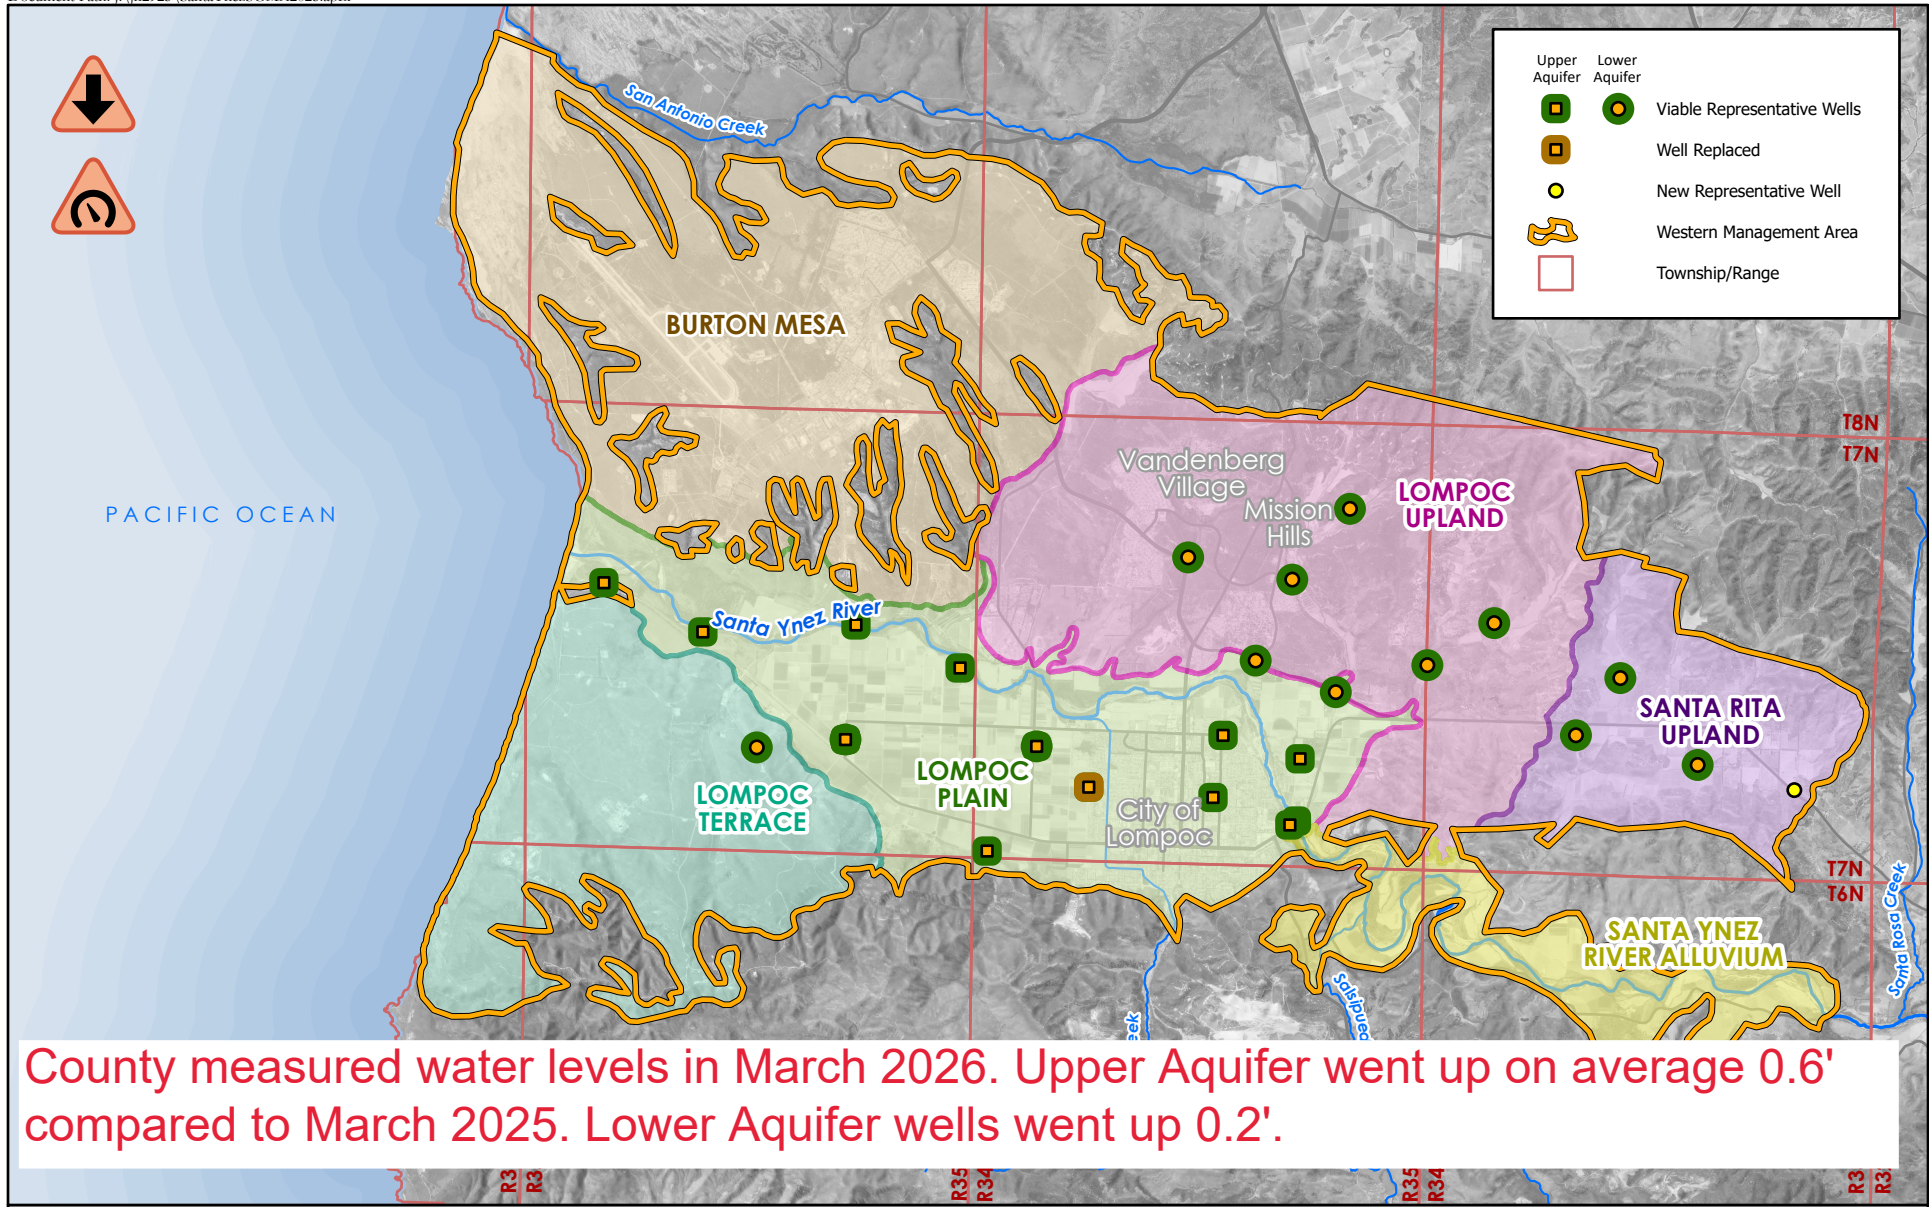 Upper Lower
Aquifer Aquifer
Viable Representative Wells
Well Replaced
New Representative Well
Western Management Area
Township/Range
San Antonio Creek
BURTON MESA
T8N
T7N
Vandenberg
Village
Mission
Hills
LOMPOC
UPLAND
PACIFIC OCEAN
Santa Ynez River
SANTA RITA
UPLAND
LOMPOC
PLAIN
LOMPOC
TERRACE
City of
Lompoc
T7N
T6N
Santa Rosa Creek
SANTA YNEZ
RIVER ALLUVIUM
County measured water levels in March 2026. Upper Aquifer went up on average 0.6'
compared to March 2025. Lower Aquifer wells went up 0.2'.
R35
R34
R35
R34